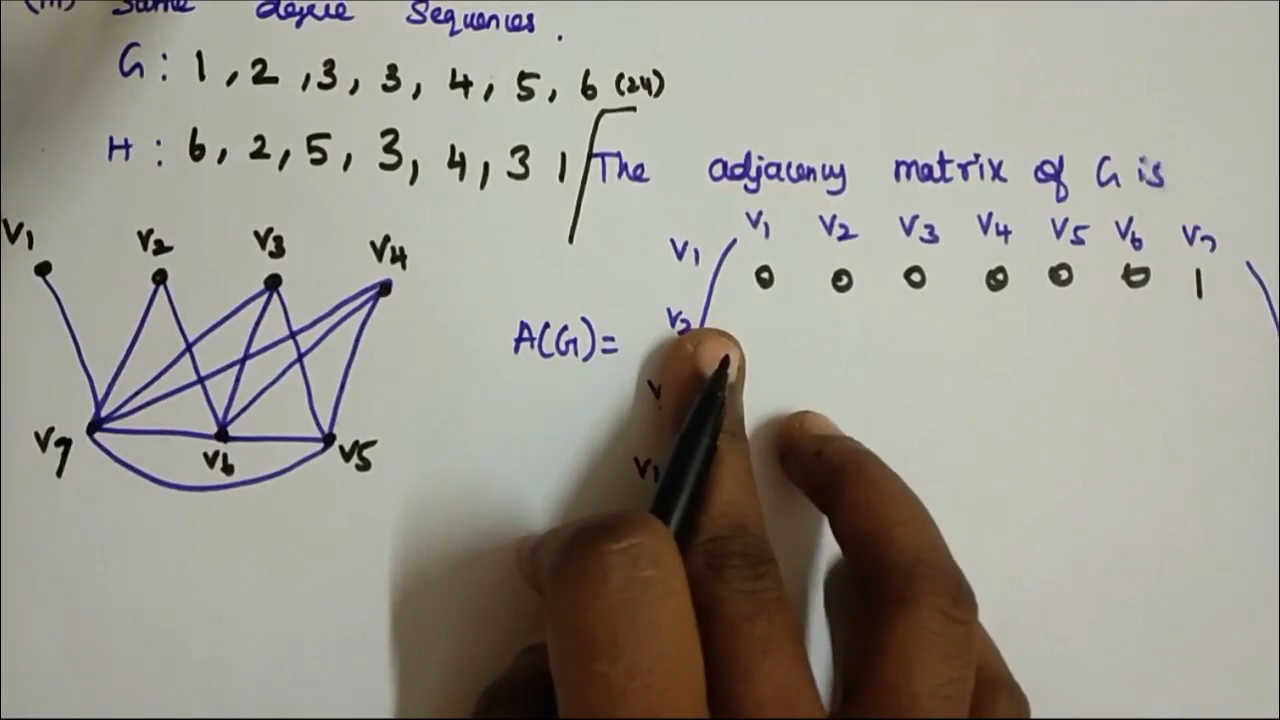 (iii) Same degree Sequences.
G: 1, 2, 3, 3, 4, 5, 6 (24)
H: 6, 2, 5, 3, 4, 3 1
The adjacency matrix of G is
v1 v2 v3 v4 v5 v6 v7
v1 0 0 0 0 0 0 1
v2
A(G)=
v1 v2 v3 v4
v7 v6 v5